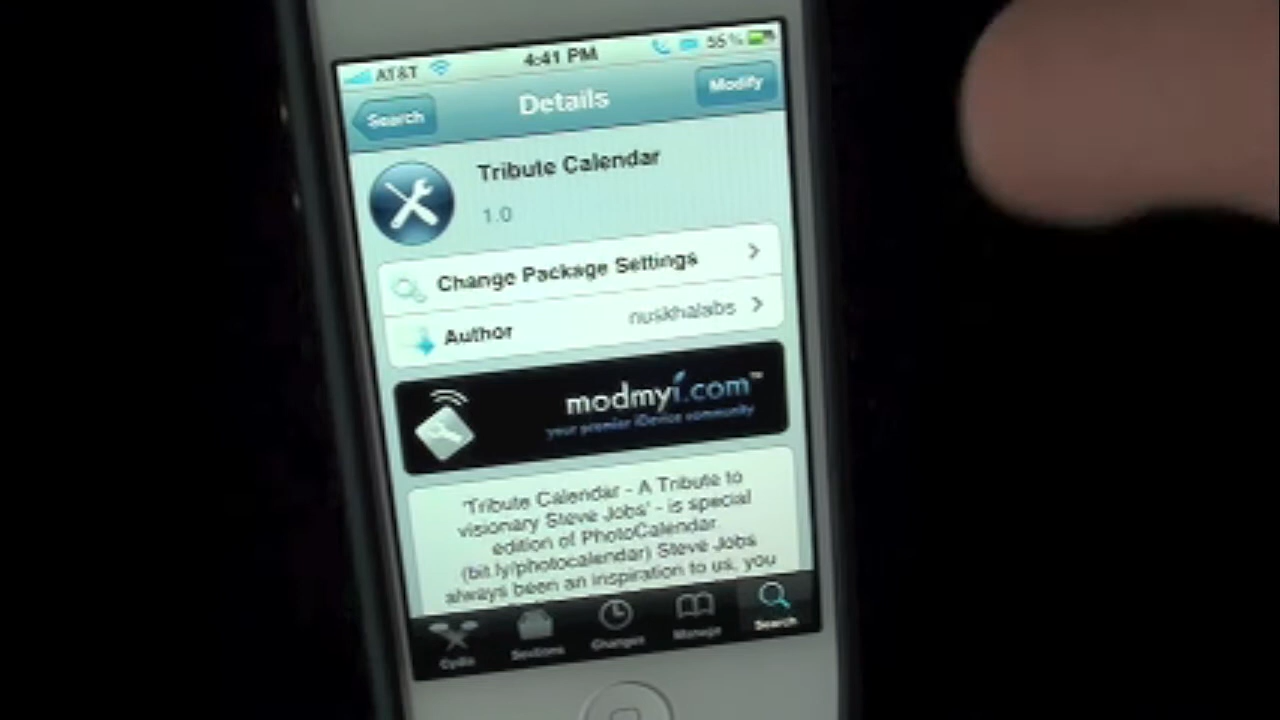 AT&T 4:41 PM 55%
Search Details Modify
Tribute Calendar
1.0
Change Package Settings
Author nuskhalabs
modmyi.com™
your premier iDevice community
'Tribute Calendar - A Tribute to
visionary Steve Jobs' - is special
edition of PhotoCalendar
(bit.ly/photocalendar) Steve Jobs
always been an inspiration to us, you
Cydia Sections Changes Manage Search